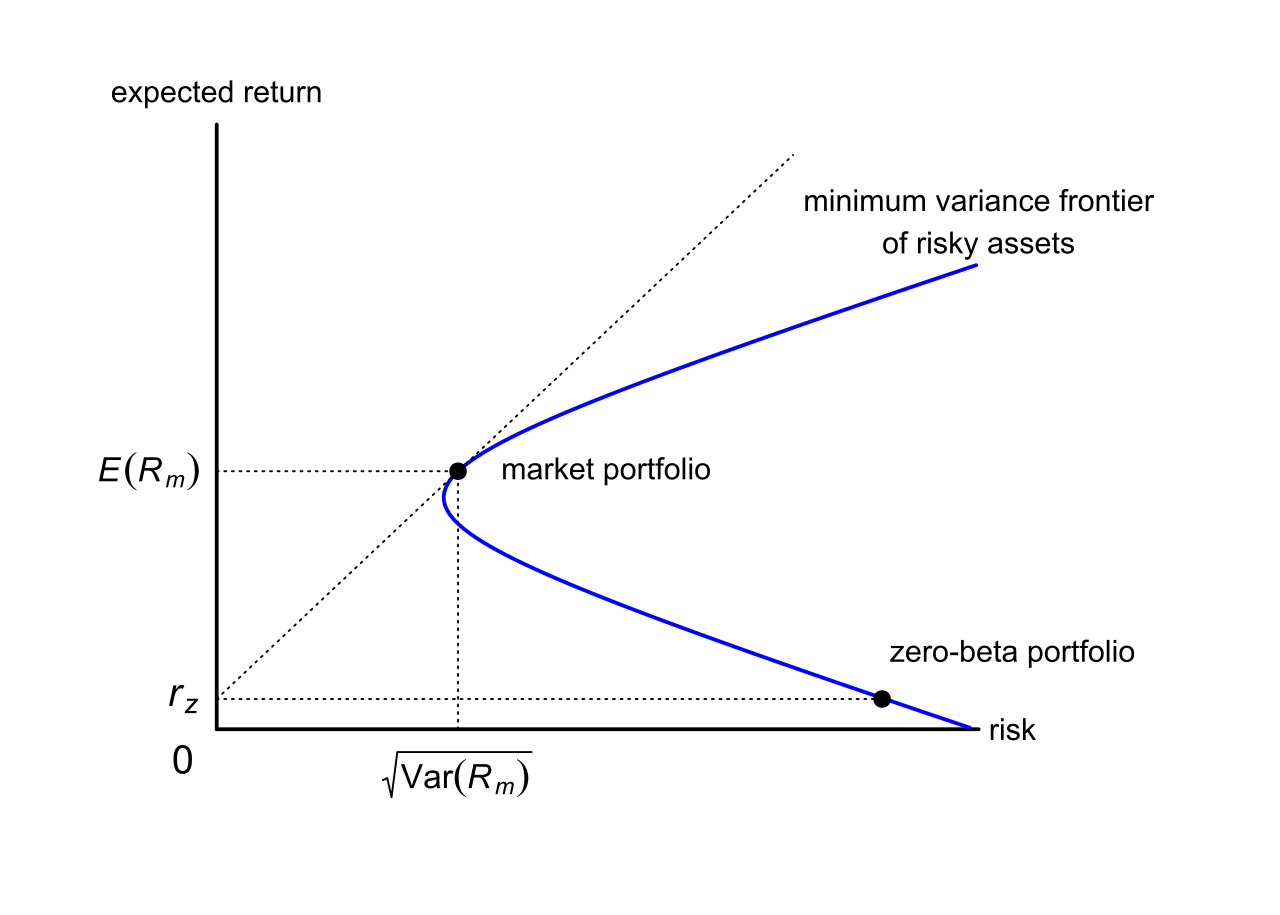 expected return
minimum variance frontier
of risky assets
E(Rm)
market portfolio
zero-beta portfolio
rz
risk
0
√Var(Rm)